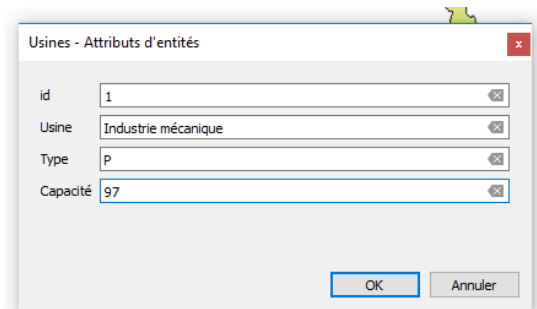 Usines - Attributs d'entités
x
id 1
Usine Industrie mécanique
Type P
Capacité 97
OK Annuler